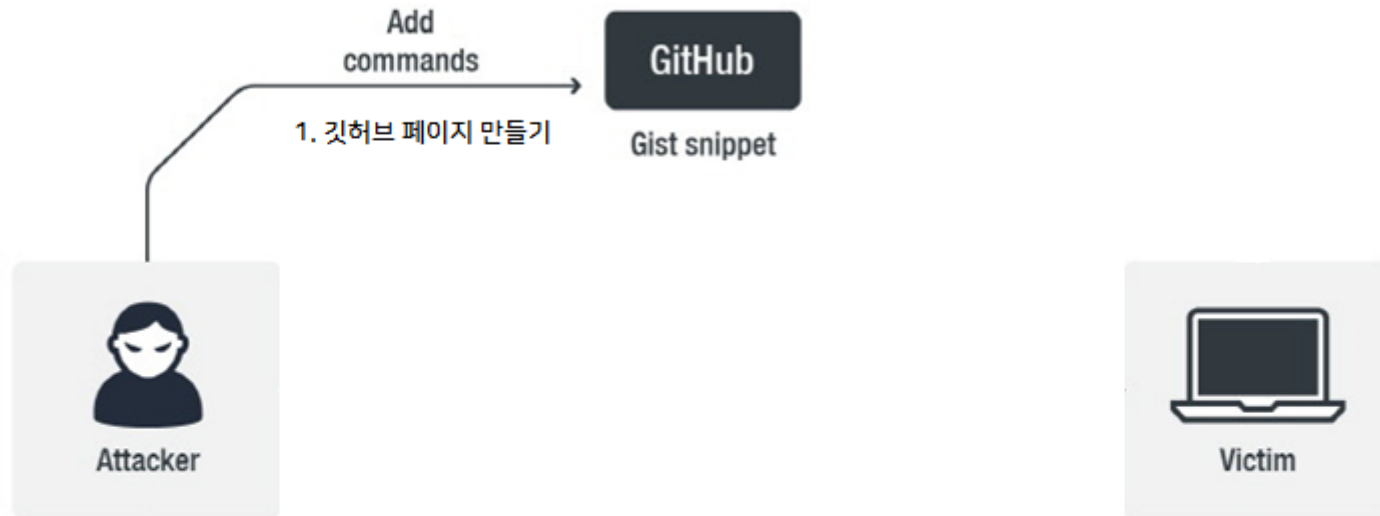 Add
commands
GitHub
1. 깃허브 페이지 만들기
Gist snippet
Attacker
Victim